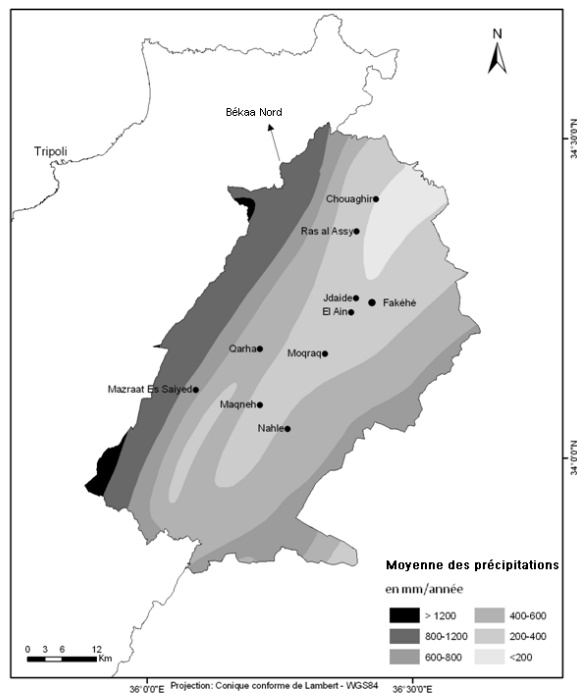 N
Békaa Nord
Tripoli
34°30'0"N
Chouaghir
Ras al Assy
Jdaide
Fakéhé
El Ain
Qarha
Moqraq
Mazraat Es Saiyed
Maqneh
Nahle
34°0'0"N
Moyenne des précipitations
en mm/année
> 1200
400-600
800-1200
200-400
600-800
<200
0 3 6 12
Km
36°0'0"E
Projection: Conique conforme de Lambert - WGS84
36°30'0"E